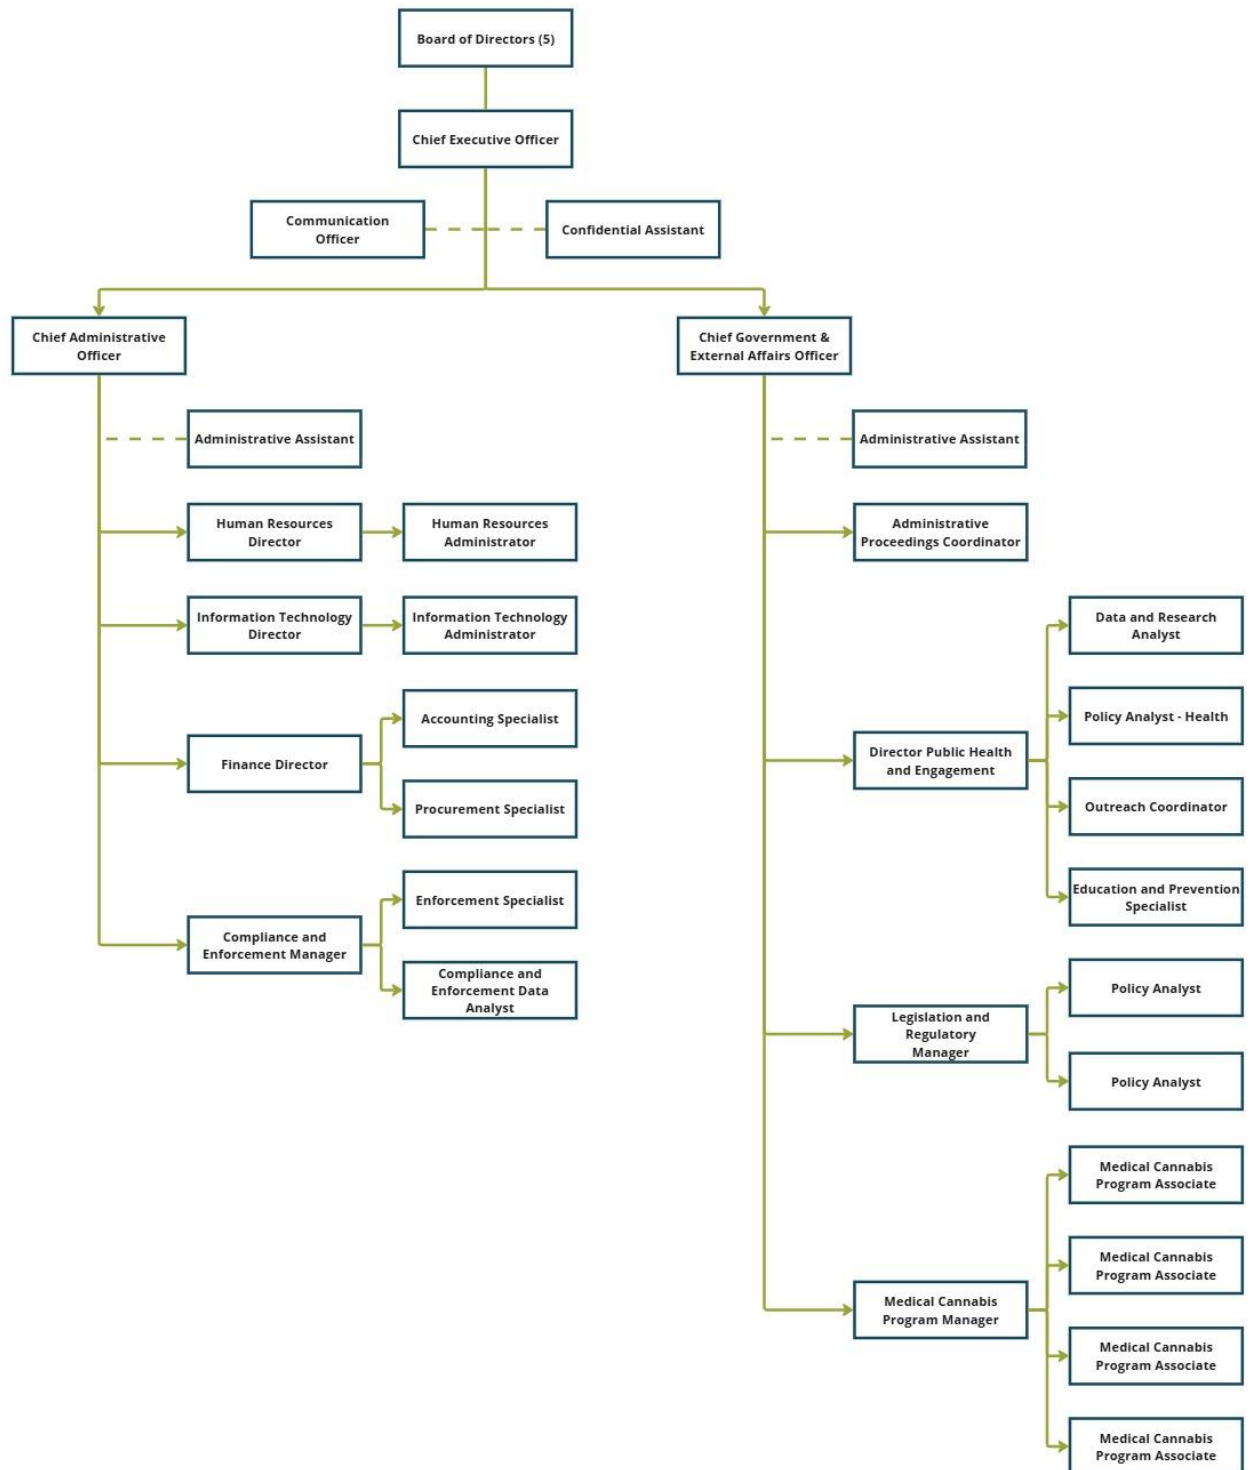 Board of Directors (5)
Chief Executive Officer
Communication
Officer
Confidential Assistant
Chief Administrative
Officer
Chief Government &
External Affairs Officer
Administrative Assistant
Administrative Assistant
Human Resources
Director
Human Resources
Administrator
Administrative
Proceedings Coordinator
Information Technology
Director
Information Technology
Administrator
Data and Research
Analyst
Accounting Specialist
Policy Analyst - Health
Finance Director
Director Public Health
and Engagement
Procurement Specialist
Outreach Coordinator
Enforcement Specialist
Education and Prevention
Specialist
Compliance and
Enforcement Manager
Compliance and
Enforcement Data
Analyst
Policy Analyst
Legislation and
Regulatory
Manager
Policy Analyst
Medical Cannabis
Program Associate
Medical Cannabis
Program Associate
Medical Cannabis
Program Manager
Medical Cannabis
Program Associate
Medical Cannabis
Program Associate